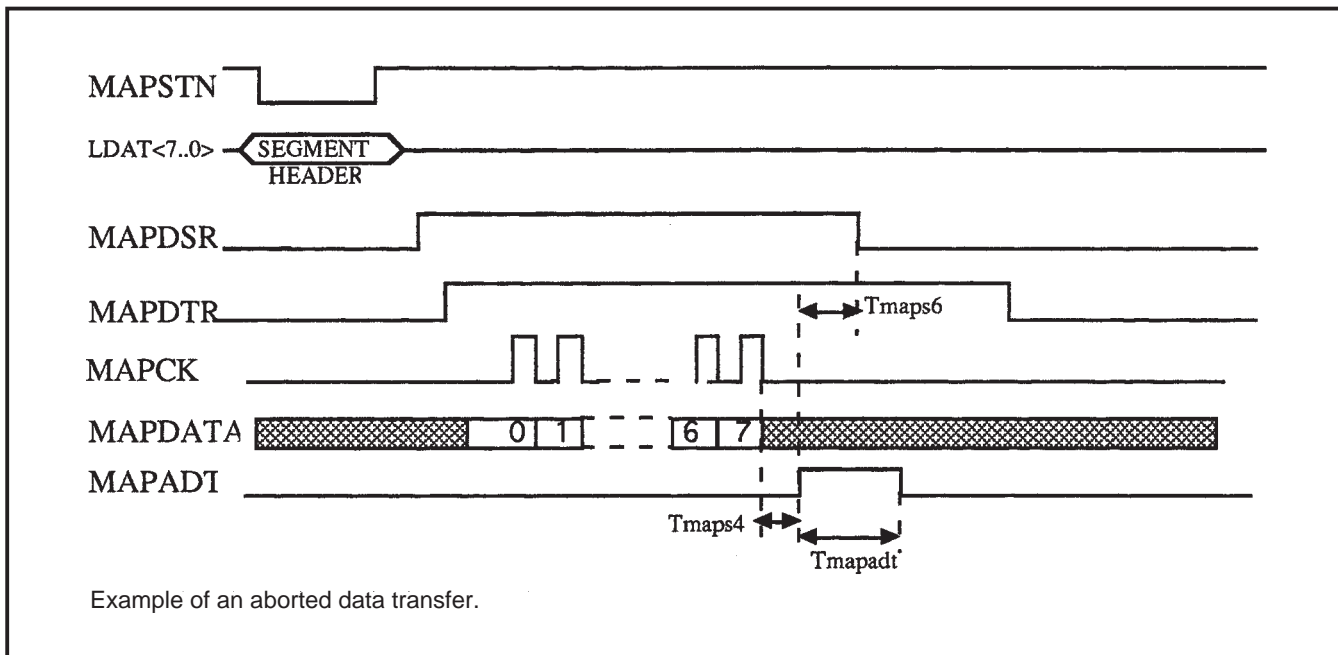 MAPSTN
LDAT<7..0> SEGMENT
HEADER
MAPDSR
MAPDTR
Tmaps6
MAPCK
MAPDATA 0 1 6 7
MAPADT
Tmaps4
Tmapadt
Example of an aborted data transfer.